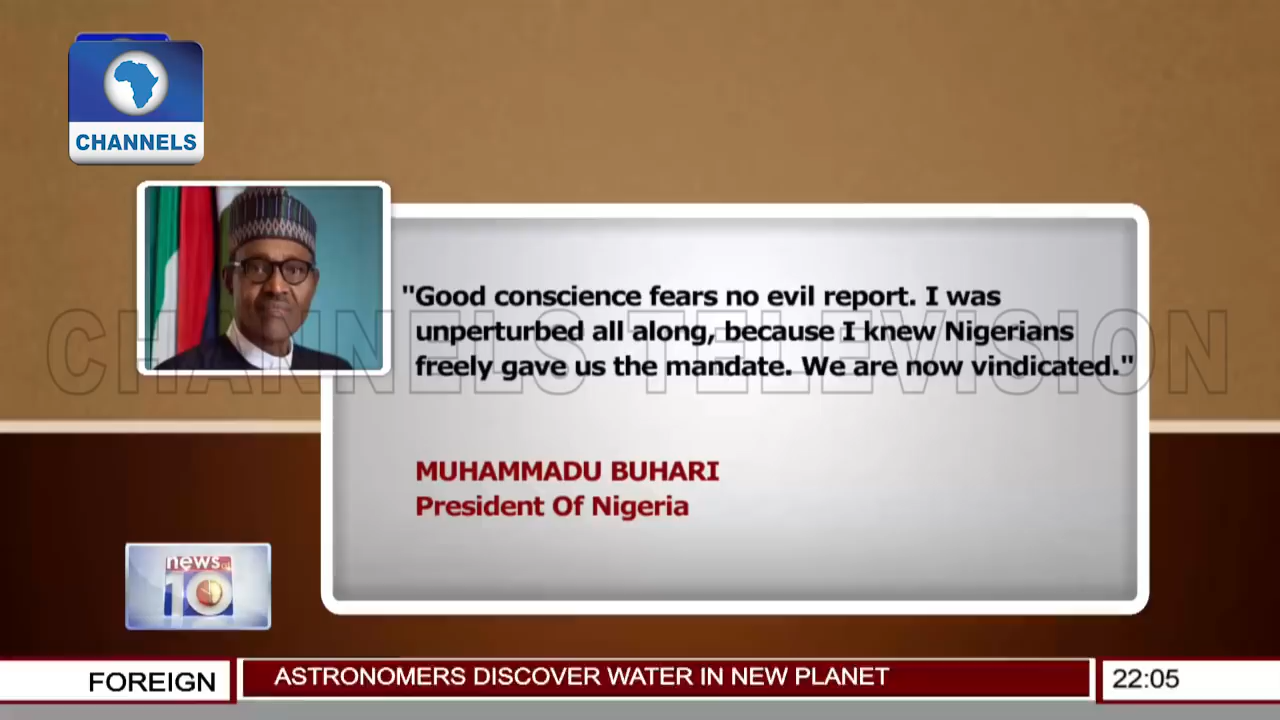 CHANNELS
"Good conscience fears no evil report. I was
unperturbed all along, because I knew Nigerians
freely gave us the mandate. We are now vindicated."
CHANNELS TELEVISION
MUHAMMADU BUHARI
President Of Nigeria
news at
10
FOREIGN
ASTRONOMERS DISCOVER WATER IN NEW PLANET
22:05